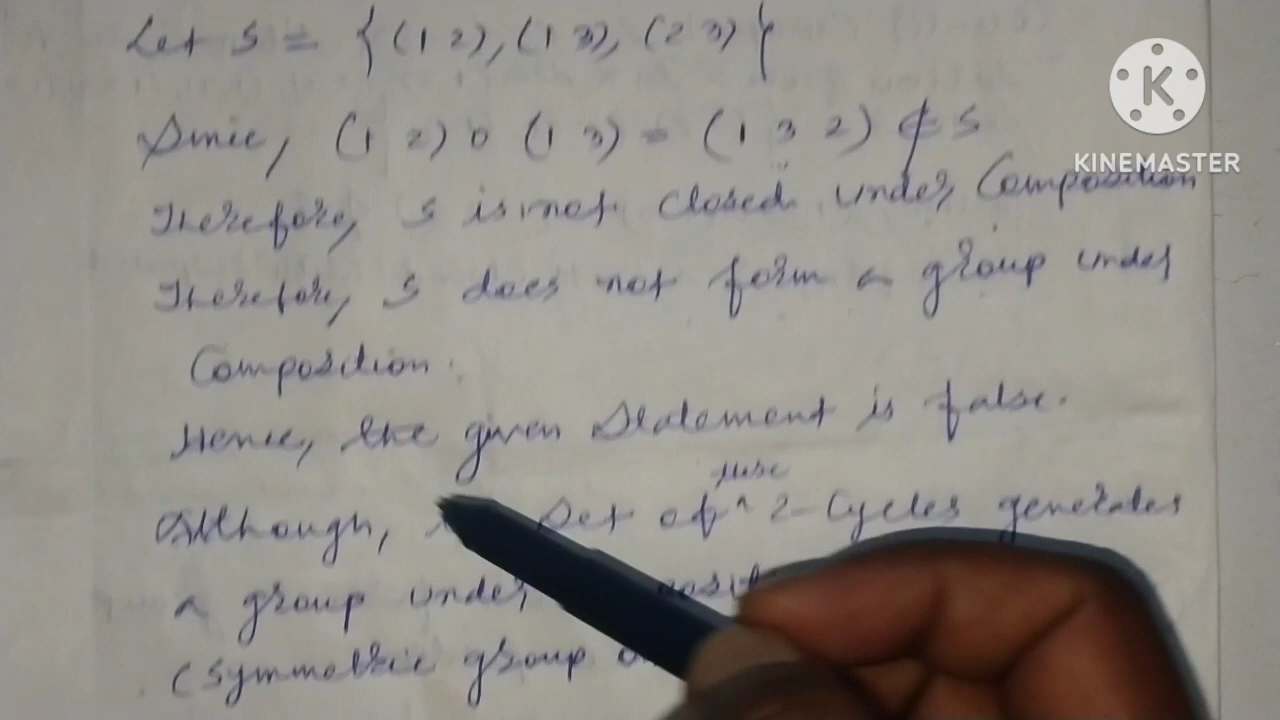 Let S = { (1 2), (1 3), (2 3) }
Since, (1 2) o (1 3) = (1 3 2) ∉ S
K
KINEMASTER
Therefore, S is not closed under Composition
Therefore, S does not form a group under
Composition.
Hence, the given Statement is false.
Although, Set of ^ 2-Cycles generates
a group under
(Symmetric group